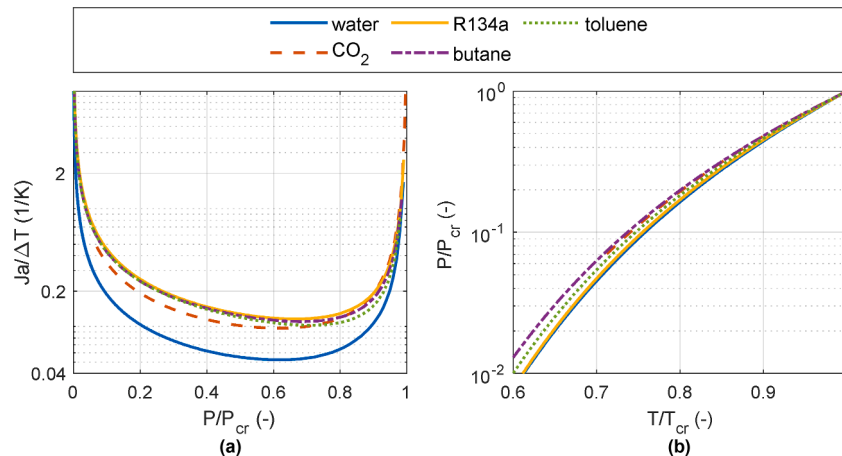 water R134a toluene
CO2 butane
Ja/ΔT (1/K)
2
0.2
0.04
0 0.2 0.4 0.6 0.8 1
P/Pcr (-)
(a)
P/Pcr (-)
10^0
10^-1
10^-2
0.6 0.7 0.8 0.9
T/Tcr (-)
(b)